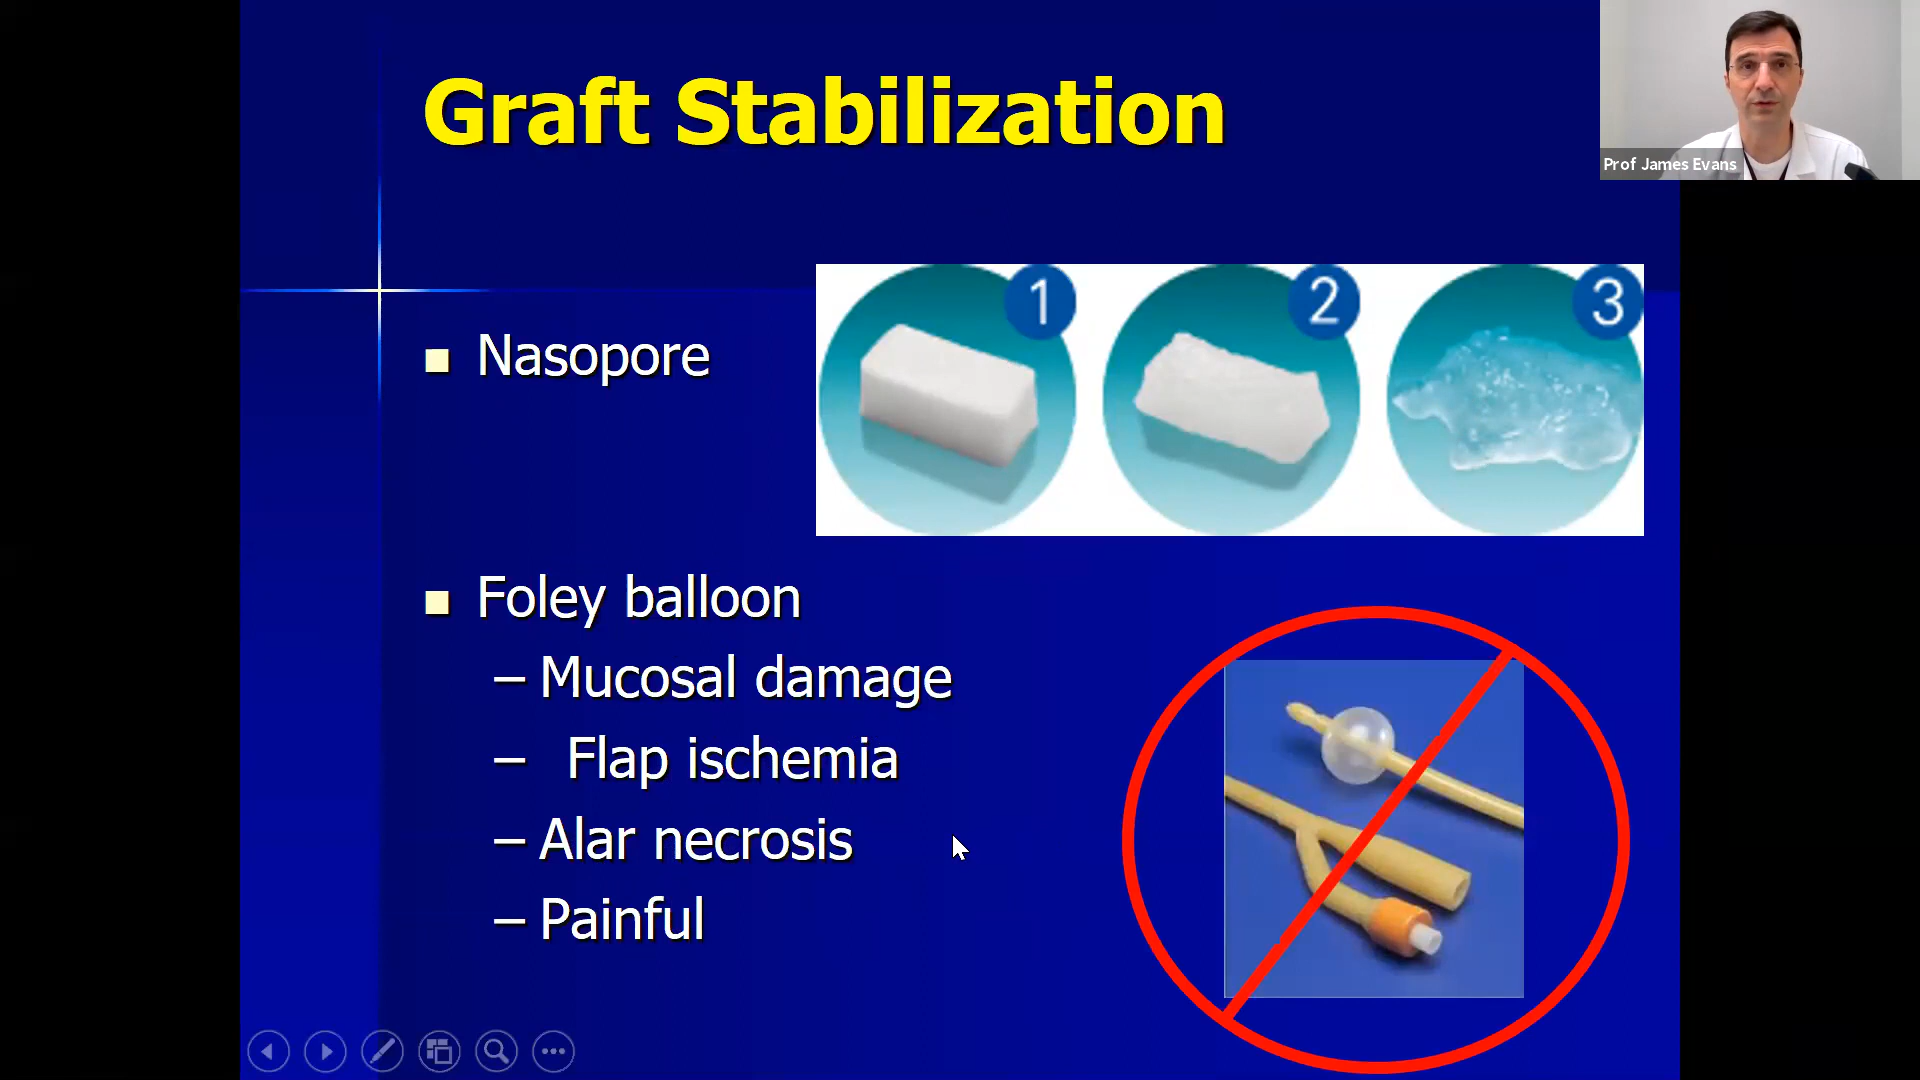 Graft Stabilization
Prof James Evans
■ Nasopore
1 2 3
■ Foley balloon
– Mucosal damage
– Flap ischemia
– Alar necrosis
– Painful